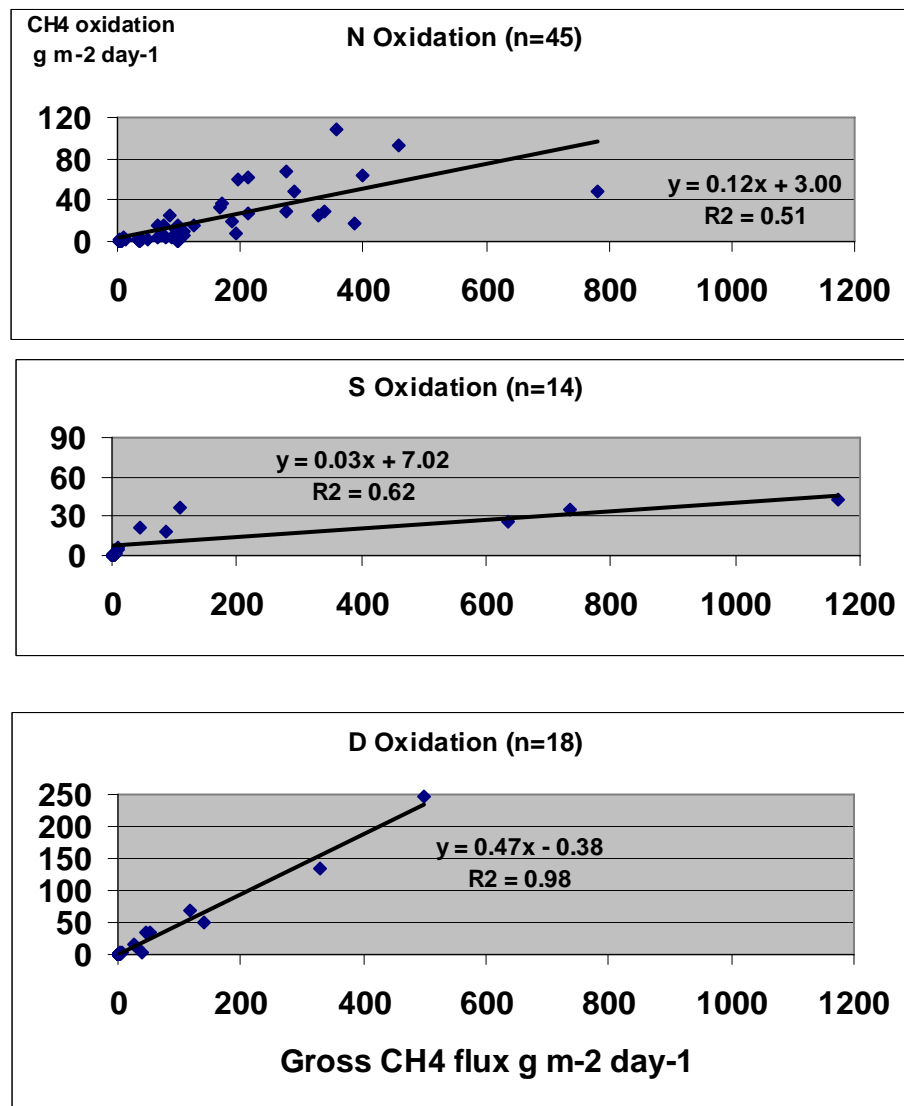 CH4 oxidation
g m-2 day-1
N Oxidation (n=45)
120
80
40
0
y = 0.12x + 3.00
R2 = 0.51
0 200 400 600 800 1000 1200
S Oxidation (n=14)
90
60
30
0
y = 0.03x + 7.02
R2 = 0.62
0 200 400 600 800 1000 1200
D Oxidation (n=18)
250
200
150
100
50
0
y = 0.47x - 0.38
R2 = 0.98
0 200 400 600 800 1000 1200
Gross CH4 flux g m-2 day-1